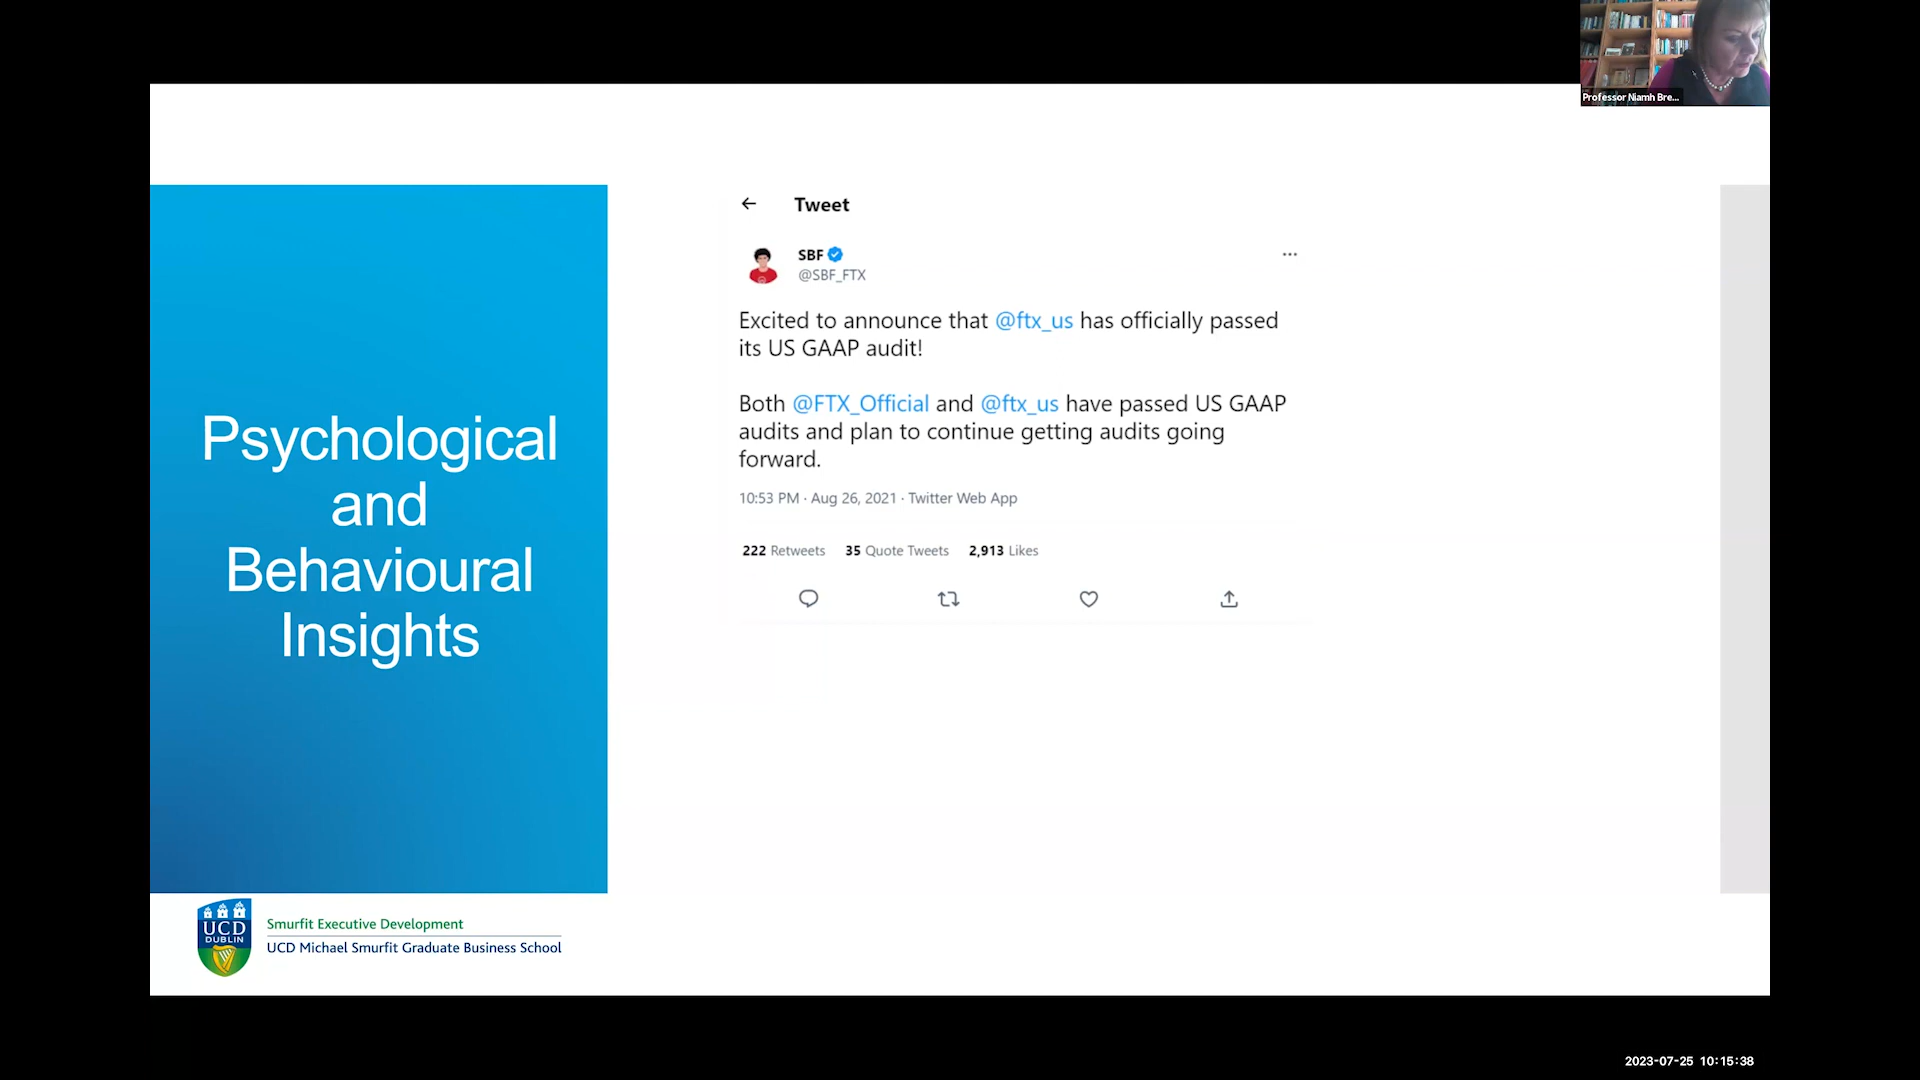 Professor Niamh Bre...
Psychological
and
Behavioural
Insights
← Tweet
SBF
@SBF_FTX
Excited to announce that @ftx_us has officially passed
its US GAAP audit!
Both @FTX_Official and @ftx_us have passed US GAAP
audits and plan to continue getting audits going
forward.
10:53 PM · Aug 26, 2021 · Twitter Web App
222 Retweets 35 Quote Tweets 2,913 Likes
UCD
DUBLIN
Smurfit Executive Development
UCD Michael Smurfit Graduate Business School
2023-07-25 10:15:38